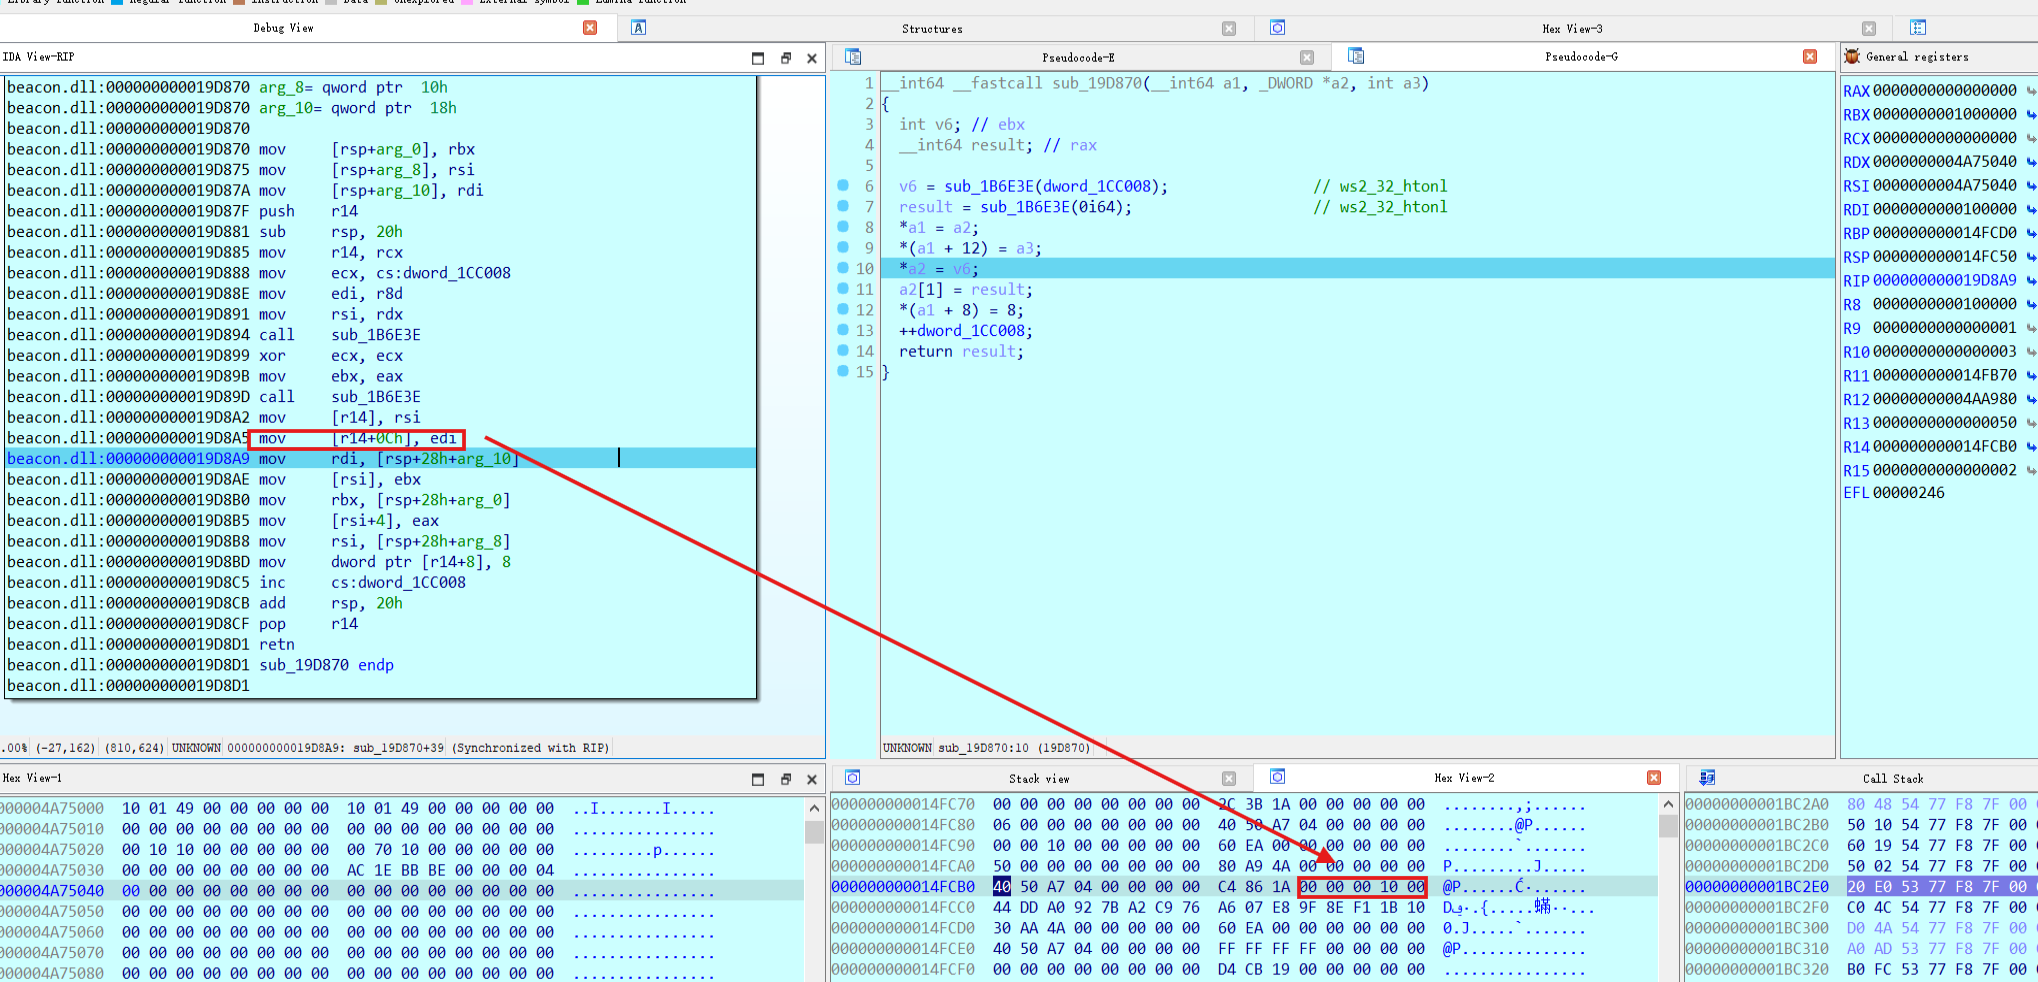 Library function Regular function Instruction Data Unexplored External symbol Lumina function
Debug View
Structures
Hex View-3
IDA View-RIP
beacon.dll:000000000019D870 arg_8= qword ptr  10h
beacon.dll:000000000019D870 arg_10= qword ptr  18h
beacon.dll:000000000019D870
beacon.dll:000000000019D870 mov     [rsp+arg_0], rbx
beacon.dll:000000000019D875 mov     [rsp+arg_8], rsi
beacon.dll:000000000019D87A mov     [rsp+arg_10], rdi
beacon.dll:000000000019D87F push    r14
beacon.dll:000000000019D881 sub     rsp, 20h
beacon.dll:000000000019D885 mov     r14, rcx
beacon.dll:000000000019D888 mov     ecx, cs:dword_1CC008
beacon.dll:000000000019D88E mov     edi, r8d
beacon.dll:000000000019D891 mov     rsi, rdx
beacon.dll:000000000019D894 call    sub_1B6E3E
beacon.dll:000000000019D899 xor     ecx, ecx
beacon.dll:000000000019D89B mov     ebx, eax
beacon.dll:000000000019D89D call    sub_1B6E3E
beacon.dll:000000000019D8A2 mov     [r14], rsi
beacon.dll:000000000019D8A5 mov     [r14+0Ch], edi
beacon.dll:000000000019D8A9 mov     rdi, [rsp+28h+arg_10]
beacon.dll:000000000019D8AE mov     [rsi], ebx
beacon.dll:000000000019D8B0 mov     rbx, [rsp+28h+arg_0]
beacon.dll:000000000019D8B5 mov     [rsi+4], eax
beacon.dll:000000000019D8B8 mov     rsi, [rsp+28h+arg_8]
beacon.dll:000000000019D8BD mov     dword ptr [r14+8], 8
beacon.dll:000000000019D8C5 inc     cs:dword_1CC008
beacon.dll:000000000019D8CB add     rsp, 20h
beacon.dll:000000000019D8CF pop     r14
beacon.dll:000000000019D8D1 retn
beacon.dll:000000000019D8D1 sub_19D870 endp
beacon.dll:000000000019D8D1
.00% (-27,162) (810,624) UNKNOWN 000000000019D8A9: sub_19D870+39 (Synchronized with RIP)
Pseudocode-E
Pseudocode-G
1 __int64 __fastcall sub_19D870(__int64 a1, _DWORD *a2, int a3)
2 {
3   int v6; // ebx
4   __int64 result; // rax
5
6   v6 = sub_1B6E3E(dword_1CC008);                // ws2_32_htonl
7   result = sub_1B6E3E(0i64);                    // ws2_32_htonl
8   *a1 = a2;
9   *(a1 + 12) = a3;
10   *a2 = v6;
11   a2[1] = result;
12   *(a1 + 8) = 8;
13   ++dword_1CC008;
14   return result;
15 }
UNKNOWN sub_19D870:10 (19D870)
General registers
RAX 0000000000000000
RBX 0000000001000000
RCX 0000000000000000
RDX 0000000004A75040
RSI 0000000004A75040
RDI 0000000000100000
RBP 000000000014FCD0
RSP 000000000014FC50
RIP 000000000019D8A9
R8 0000000000100000
R9 0000000000000001
R10 0000000000000003
R11 000000000014FB70
R12 00000000004AA980
R13 0000000000000050
R14 000000000014FCB0
R15 0000000000000002
EFL 00000246
Hex View-1
000004A75000  10 01 49 00 00 00 00 00  10 01 49 00 00 00 00 00  ..I.......I.....
000004A75010  00 00 00 00 00 00 00 00  00 00 00 00 00 00 00 00  ................
000004A75020  00 10 10 00 00 00 00 00  00 70 10 00 00 00 00 00  .........p......
000004A75030  00 00 00 00 00 00 00 00  AC 1E BB BE 00 00 00 04  ................
000004A75040  00 00 00 00 00 00 00 00  00 00 00 00 00 00 00 00  ................
000004A75050  00 00 00 00 00 00 00 00  00 00 00 00 00 00 00 00  ................
000004A75060  00 00 00 00 00 00 00 00  00 00 00 00 00 00 00 00  ................
000004A75070  00 00 00 00 00 00 00 00  00 00 00 00 00 00 00 00  ................
000004A75080  00 00 00 00 00 00 00 00  00 00 00 00 00 00 00 00  ................
Stack view
Hex View-2
000000000014FC70  00 00 00 00 00 00 00 00  2C 3B 1A 00 00 00 00 00  ........,;......
000000000014FC80  06 00 00 00 00 00 00 00  40 50 A7 04 00 00 00 00  ........@P......
000000000014FC90  00 00 10 00 00 00 00 00  60 EA 00 00 00 00 00 00  ........`.......
000000000014FCA0  50 00 00 00 00 00 00 00  80 A9 4A 00 00 00 00 00  P.........J.....
000000000014FCB0  40 50 A7 04 00 00 00 00  C4 86 1A 00 00 00 10 00  @P......
000000000014FCC0  44 DD A0 92 7B A2 C9 76  A6 07 E8 9F 8E F1 1B 10
000000000014FCD0  30 AA 4A 00 00 00 00 00  60 EA 00 00 00 00 00 00  0.J.....`.......
000000000014FCE0  40 50 A7 04 00 00 00 00  FF FF FF FF 00 00 00 00  @P..............
000000000014FCF0  00 00 00 00 00 00 00 00  D4 CB 19 00 00 00 00 00  ................
Call Stack
00000000001BC2A0  80 48 54 77 F8 7F 00
00000000001BC2B0  50 10 54 77 F8 7F 00
00000000001BC2C0  60 19 54 77 F8 7F 00
00000000001BC2D0  50 02 54 77 F8 7F 00
00000000001BC2E0  20 E0 53 77 F8 7F 00
00000000001BC2F0  C0 4C 54 77 F8 7F 00
00000000001BC300  D0 4A 54 77 F8 7F 00
00000000001BC310  A0 AD 53 77 F8 7F 00
00000000001BC320  B0 FC 53 77 F8 7F 00